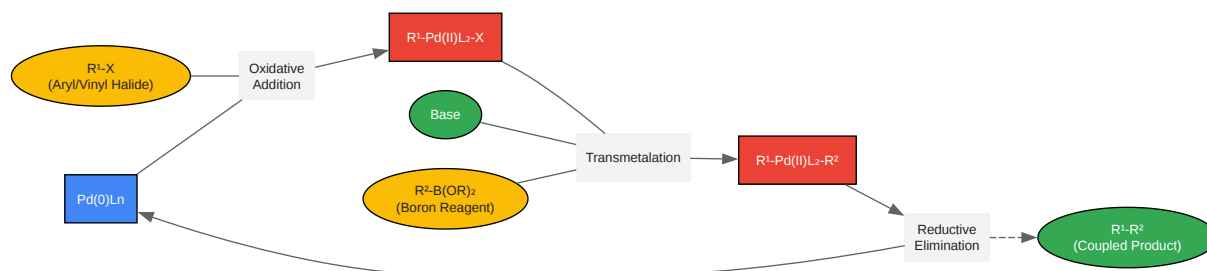 R¹-X
(Aryl/Vinyl Halide)
Oxidative
Addition
R¹-Pd(II)L₂-X
Base
Pd(0)Ln
R²-B(OR)₂
(Boron Reagent)
Transmetalation
R¹-Pd(II)L₂-R²
Reductive
Elimination
R¹-R²
(Coupled Product)